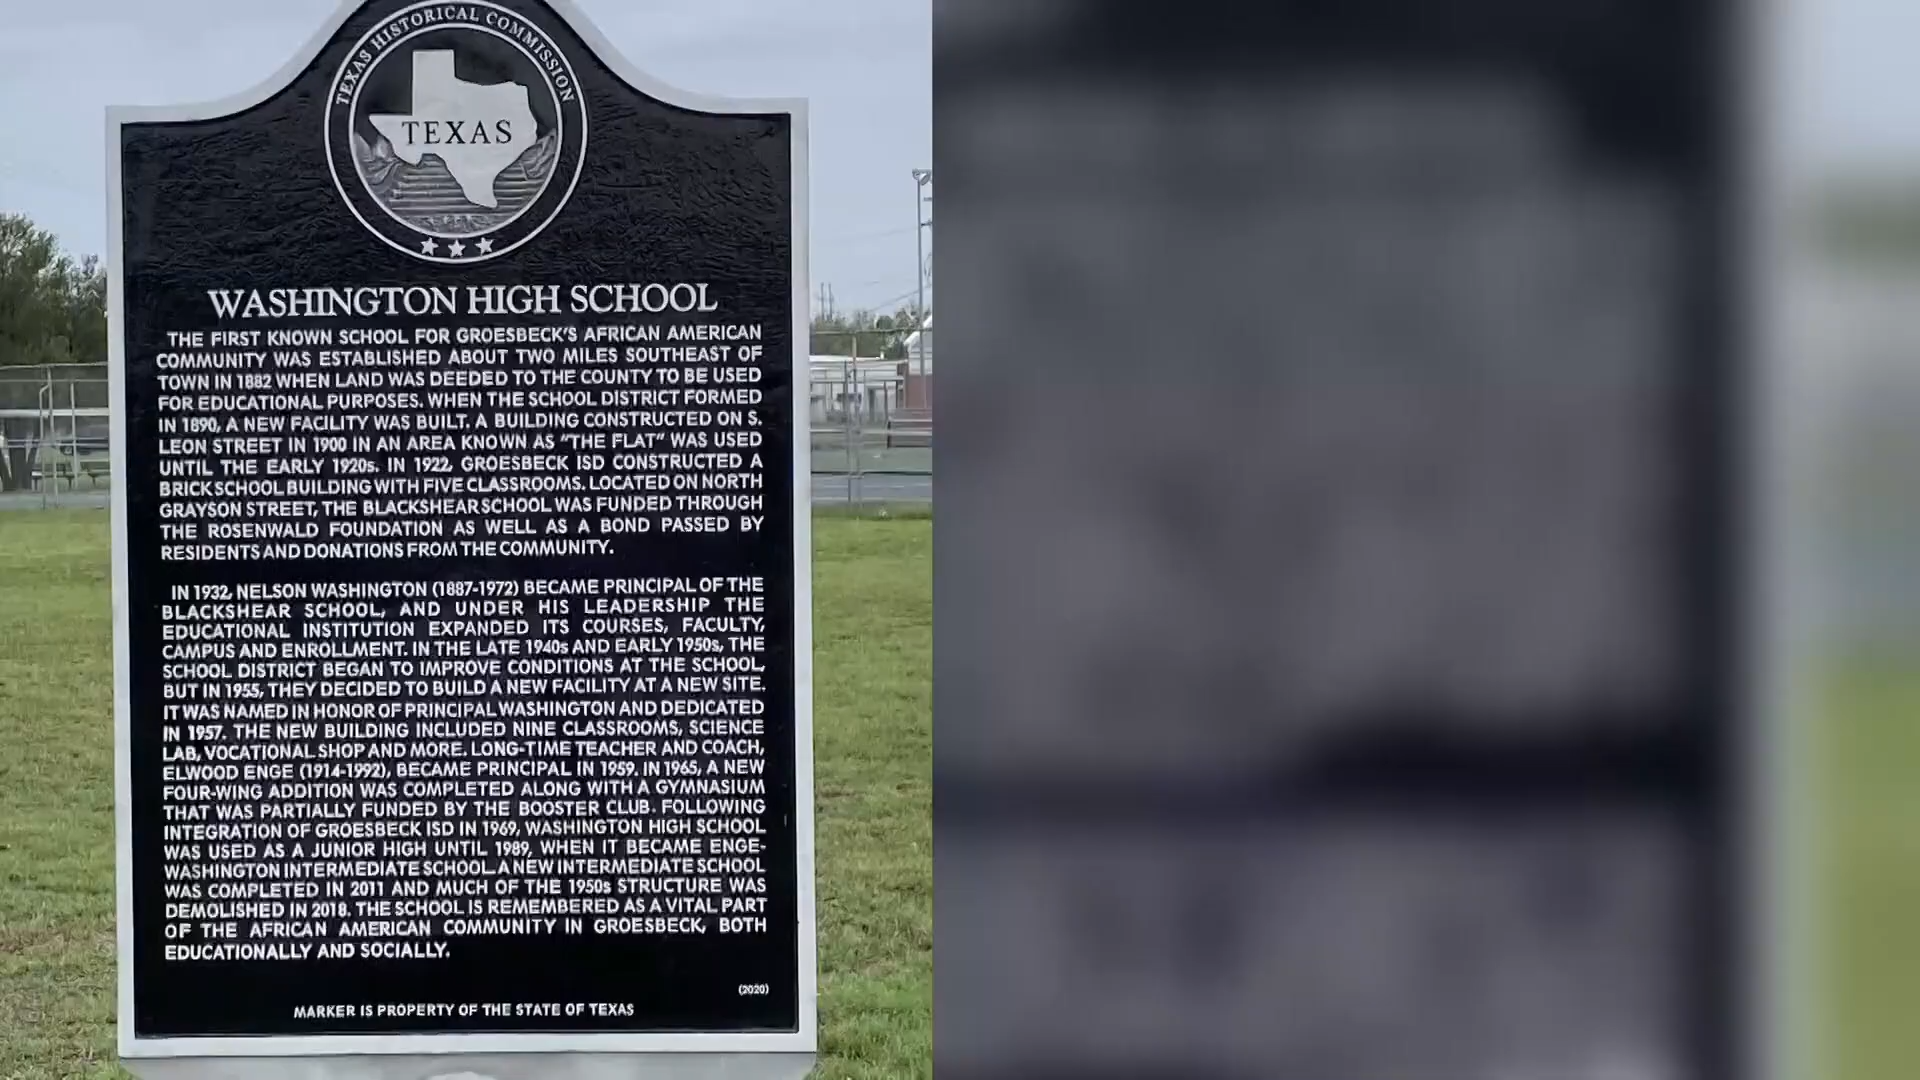 TEXAS HISTORICAL COMMISSION
TEXAS
WASHINGTON HIGH SCHOOL
THE FIRST KNOWN SCHOOL FOR GROESBECK'S AFRICAN AMERICAN
COMMUNITY WAS ESTABLISHED ABOUT TWO MILES SOUTHEAST OF
TOWN IN 1882 WHEN LAND WAS DEEDED TO THE COUNTY TO BE USED
FOR EDUCATIONAL PURPOSES. WHEN THE SCHOOL DISTRICT FORMED
IN 1890, A NEW FACILITY WAS BUILT. A BUILDING CONSTRUCTED ON S.
LEON STREET IN 1900 IN AN AREA KNOWN AS "THE FLAT" WAS USED
UNTIL THE EARLY 1920s. IN 1922, GROESBECK ISD CONSTRUCTED A
BRICK SCHOOL BUILDING WITH FIVE CLASSROOMS. LOCATED ON NORTH
GRAYSON STREET, THE BLACKSHEAR SCHOOL WAS FUNDED THROUGH
THE ROSENWALD FOUNDATION AS WELL AS A BOND PASSED BY
RESIDENTS AND DONATIONS FROM THE COMMUNITY.
IN 1932, NELSON WASHINGTON (1887-1972) BECAME PRINCIPAL OF THE
BLACKSHEAR SCHOOL, AND UNDER HIS LEADERSHIP THE
EDUCATIONAL INSTITUTION EXPANDED ITS COURSES, FACULTY,
CAMPUS AND ENROLLMENT. IN THE LATE 1940s AND EARLY 1950s, THE
SCHOOL DISTRICT BEGAN TO IMPROVE CONDITIONS AT THE SCHOOL,
BUT IN 1955, THEY DECIDED TO BUILD A NEW FACILITY AT A NEW SITE.
IT WAS NAMED IN HONOR OF PRINCIPAL WASHINGTON AND DEDICATED
IN 1957. THE NEW BUILDING INCLUDED NINE CLASSROOMS, SCIENCE
LAB, VOCATIONAL SHOP AND MORE. LONG-TIME TEACHER AND COACH,
ELWOOD ENGE (1914-1992), BECAME PRINCIPAL IN 1959. IN 1965, A NEW
FOUR-WING ADDITION WAS COMPLETED ALONG WITH A GYMNASIUM
THAT WAS PARTIALLY FUNDED BY THE BOOSTER CLUB. FOLLOWING
INTEGRATION OF GROESBECK ISD IN 1969, WASHINGTON HIGH SCHOOL
WAS USED AS A JUNIOR HIGH UNTIL 1989, WHEN IT BECAME ENGE-
WASHINGTON INTERMEDIATE SCHOOL. A NEW INTERMEDIATE SCHOOL
WAS COMPLETED IN 2011 AND MUCH OF THE 1950s STRUCTURE WAS
DEMOLISHED IN 2018. THE SCHOOL IS REMEMBERED AS A VITAL PART
OF THE AFRICAN AMERICAN COMMUNITY IN GROESBECK, BOTH
EDUCATIONALLY AND SOCIALLY.
(2020)
MARKER IS PROPERTY OF THE STATE OF TEXAS